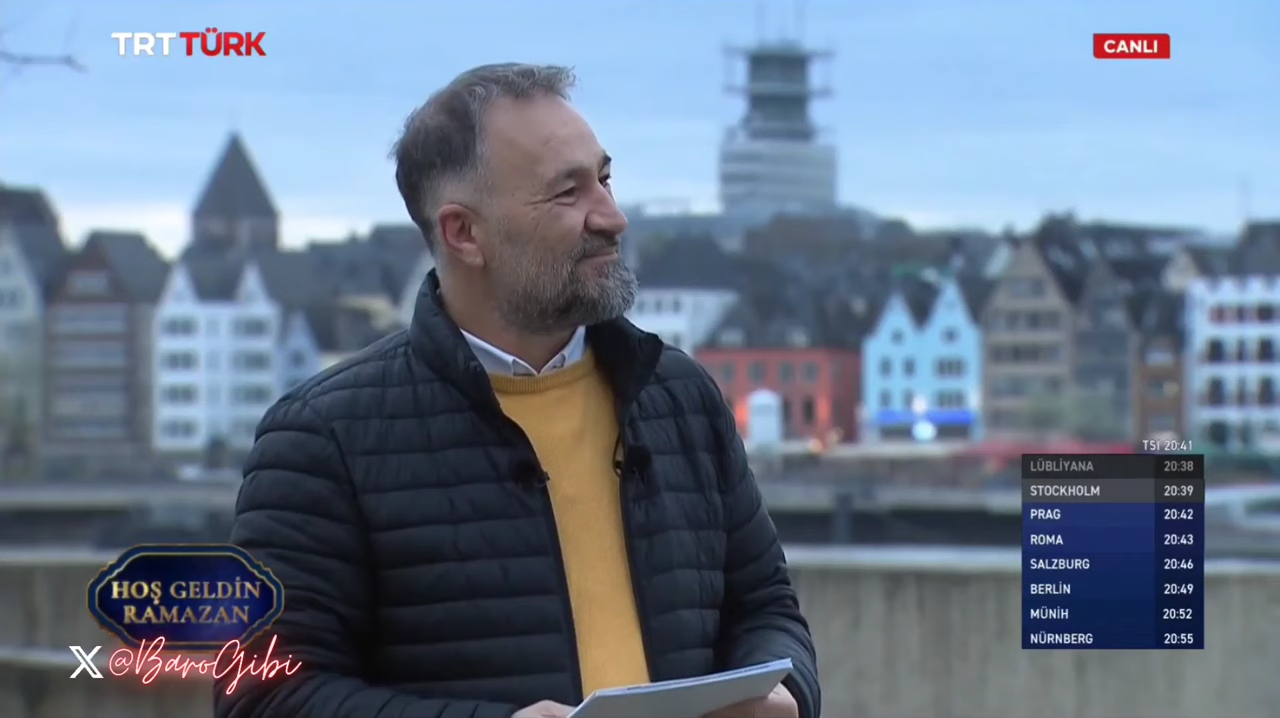 TRT TÜRK
CANLI
TSİ 20:41
LÜBLİYANA 20:38
STOCKHOLM 20:39
PRAG 20:42
ROMA 20:43
SALZBURG 20:46
BERLİN 20:49
MÜNİH 20:52
NÜRNBERG 20:55
HOŞ GELDİN
RAMAZAN
X @BaroGibi